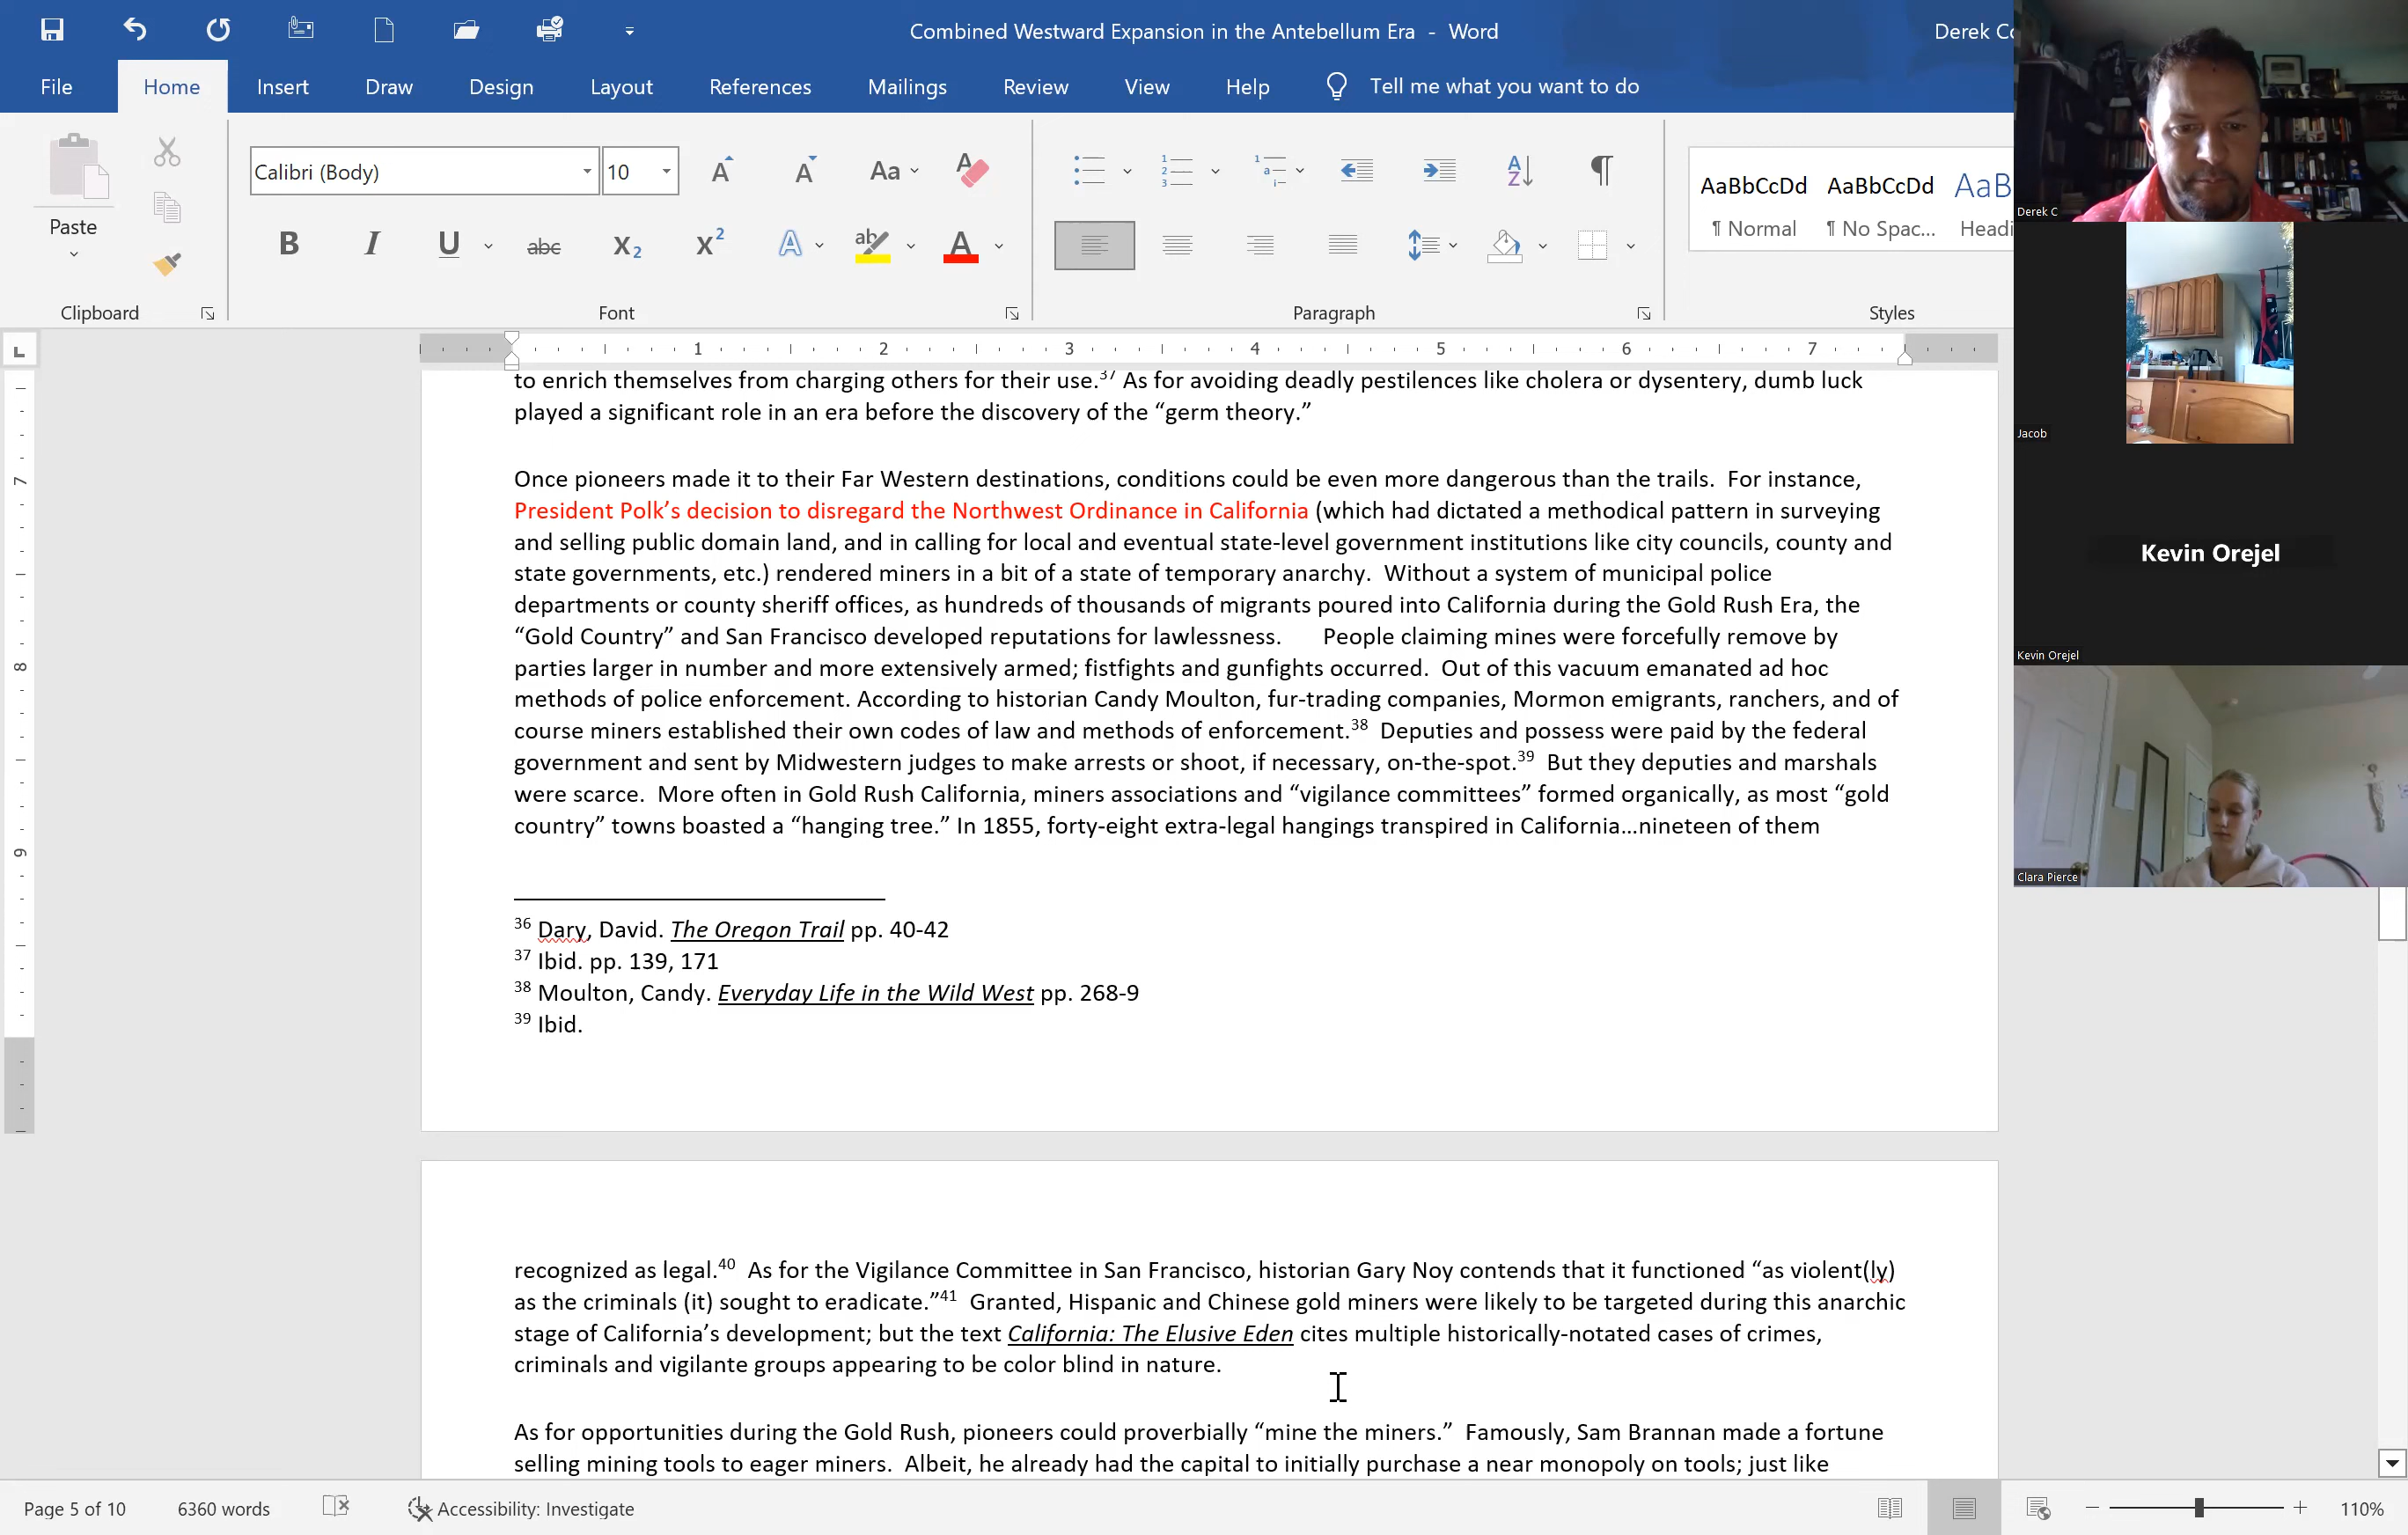 Combined Westward Expansion in the Antebellum Era - Word
Derek Co
File Home Insert Draw Design Layout References Mailings Review View Help Tell me what you want to do
Paste
Calibri (Body) 10
Aa
AaBbCcDd AaBbCcDd AaB
¶ Normal ¶ No Spac... Headi
Clipboard Font Paragraph Styles
1 2 3 4 5 6 7
7
8
9
to enrich themselves from charging others for their use.37 As for avoiding deadly pestilences like cholera or dysentery, dumb luck
played a significant role in an era before the discovery of the “germ theory.”
Once pioneers made it to their Far Western destinations, conditions could be even more dangerous than the trails. For instance,
President Polk’s decision to disregard the Northwest Ordinance in California (which had dictated a methodical pattern in surveying
and selling public domain land, and in calling for local and eventual state-level government institutions like city councils, county and
state governments, etc.) rendered miners in a bit of a state of temporary anarchy. Without a system of municipal police
departments or county sheriff offices, as hundreds of thousands of migrants poured into California during the Gold Rush Era, the
“Gold Country” and San Francisco developed reputations for lawlessness. People claiming mines were forcefully remove by
parties larger in number and more extensively armed; fistfights and gunfights occurred. Out of this vacuum emanated ad hoc
methods of police enforcement. According to historian Candy Moulton, fur-trading companies, Mormon emigrants, ranchers, and of
course miners established their own codes of law and methods of enforcement.38 Deputies and possess were paid by the federal
government and sent by Midwestern judges to make arrests or shoot, if necessary, on-the-spot.39 But they deputies and marshals
were scarce. More often in Gold Rush California, miners associations and “vigilance committees” formed organically, as most “gold
country” towns boasted a “hanging tree.” In 1855, forty-eight extra-legal hangings transpired in California…nineteen of them
36 Dary, David. The Oregon Trail pp. 40-42
37 Ibid. pp. 139, 171
38 Moulton, Candy. Everyday Life in the Wild West pp. 268-9
39 Ibid.
recognized as legal.40 As for the Vigilance Committee in San Francisco, historian Gary Noy contends that it functioned “as violent(ly)
as the criminals (it) sought to eradicate.”41 Granted, Hispanic and Chinese gold miners were likely to be targeted during this anarchic
stage of California’s development; but the text California: The Elusive Eden cites multiple historically-notated cases of crimes,
criminals and vigilante groups appearing to be color blind in nature.
As for opportunities during the Gold Rush, pioneers could proverbially “mine the miners.” Famously, Sam Brannan made a fortune
selling mining tools to eager miners. Albeit, he already had the capital to initially purchase a near monopoly on tools; just like
Page 5 of 10 6360 words Accessibility: Investigate 110%
Derek C
Jacob
Kevin Orejel
Kevin Orejel
Clara Pierce